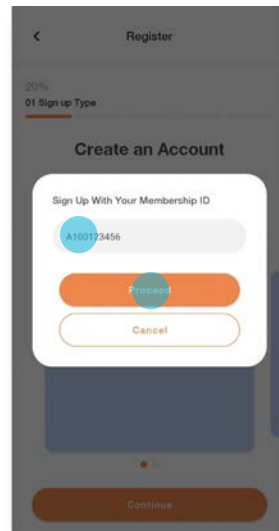 Register
20%
01 Sign up Type
Create an Account
Sign Up With Your Membership ID
A100123456
Proceed
Cancel
Continue